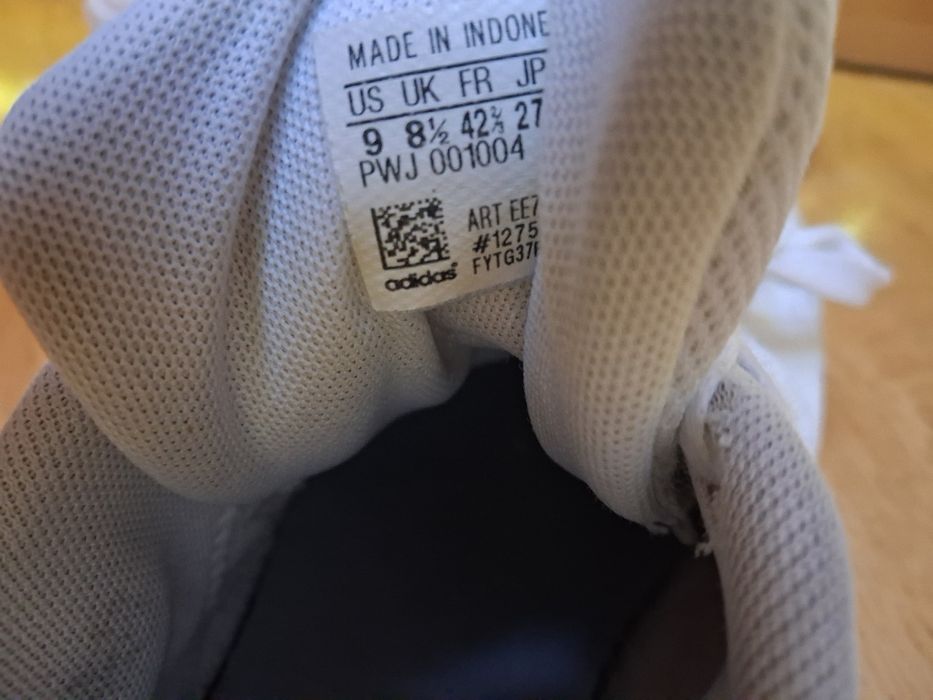 MADE IN INDONE
US UK FR JP
9 8½ 42⅔ 27
PWJ 001004
ART EE7
#1275
FYTG37
adidas